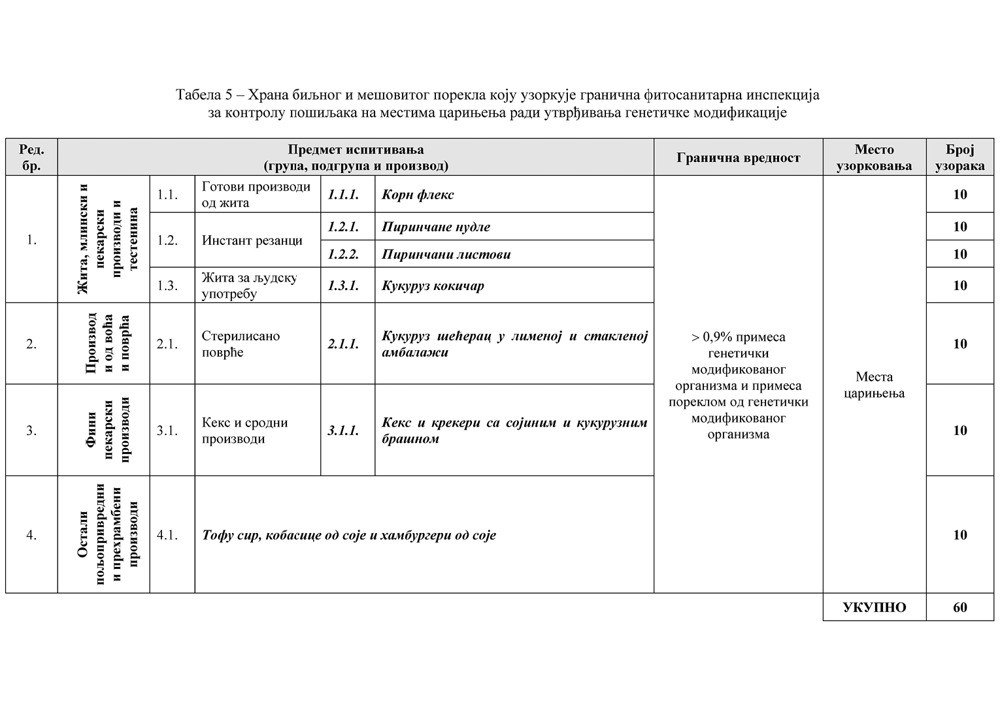 Табела 5 – Храна биљног и мешовитог порекла коју узоркује гранична фитосанитарна инспекција
за контролу пошиљака на местима царињења ради утврђивања генетичке модификације
Ред.
бр.
Предмет испитивања
(група, подгрупа и производ)
Гранична вредност
Место
узорковања
Број
узорака
1.
Жита, млински и
пекарски
производи и
тестенина
1.1.
Готови производи
од жита
1.1.1.
Корн флекс
10
1.2.
Инстант резанци
1.2.1.
Пиринчане нудле
10
1.2.2.
Пиринчани листови
10
1.3.
Жита за људску
употребу
1.3.1.
Кукуруз кокичар
10
2.
Производ
и од воћа
и поврћа
2.1.
Стерилисано
поврће
2.1.1.
Кукуруз шећерац у лименој и стакленој
амбалажи
10
> 0,9% примеса
генетички
модификованог
организма и примеса
пореклом од генетички
модификованог
организма
Места
царињења
3.
Фини
пекарски
производи
3.1.
Кекс и сродни
производи
3.1.1.
Кекс и крекери са сојиним и кукурузним
брашном
10
4.
Остали
пољопривредни
и прехрамбени
производи
4.1.
Тофу сир, кобасице од соје и хамбургери од соје
10
УКУПНО
60